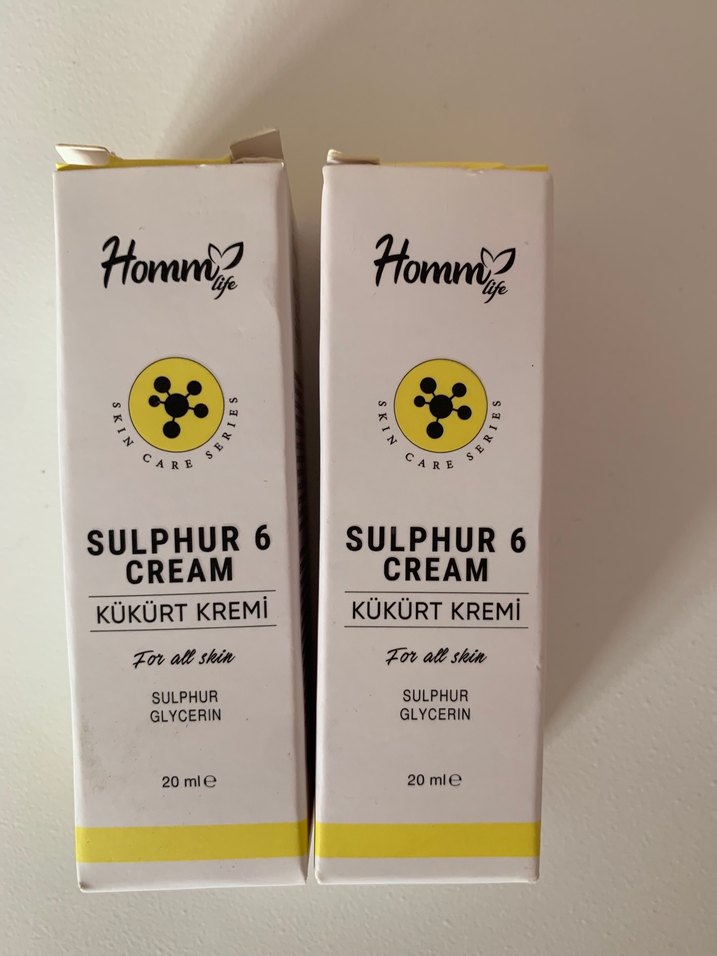 Homm
life
SKIN CARE SERIES
SULPHUR 6
CREAM
KÜKÜRT KREMİ
For all skin
SULPHUR
GLYCERIN
20 ml ℮
Homm
life
SKIN CARE SERIES
SULPHUR 6
CREAM
KÜKÜRT KREMİ
For all skin
SULPHUR
GLYCERIN
20 ml ℮